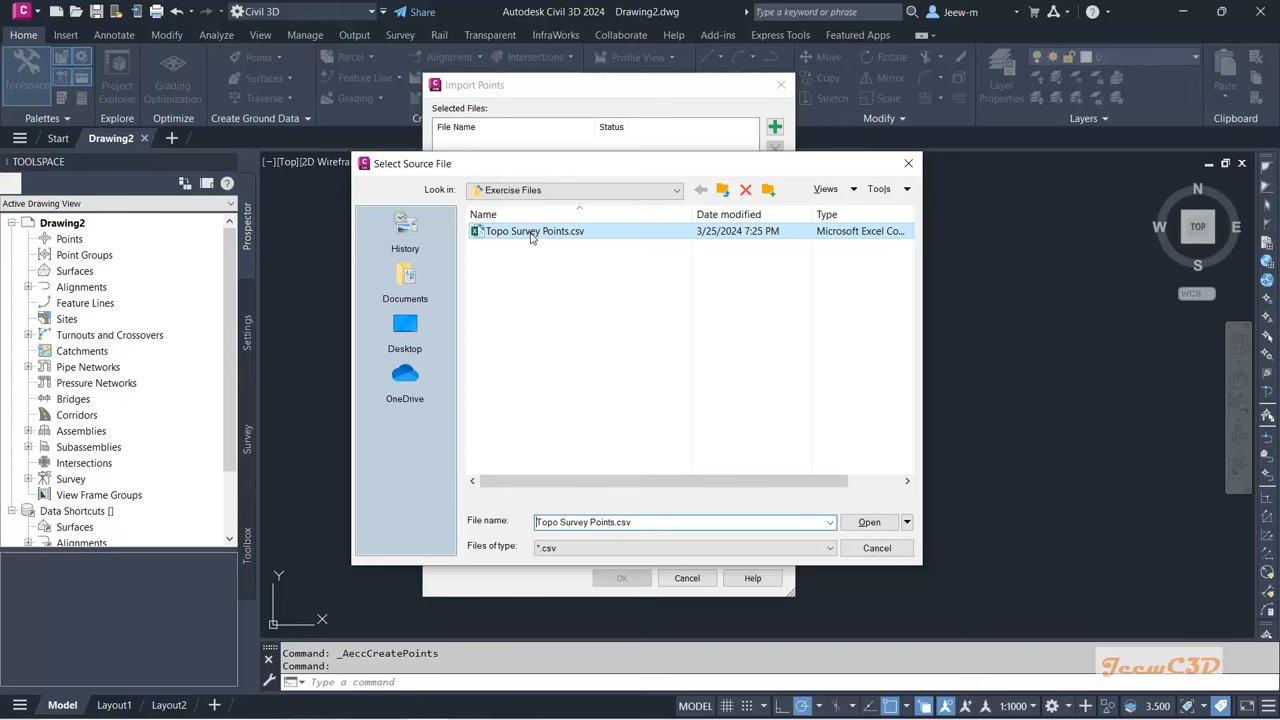 Civil 3D
Share
Autodesk Civil 3D 2024 Drawing2.dwg
Type a keyword or phrase
Jeew-m
Home Insert Annotate Modify Analyze View Manage Output Survey Rail Transparent InfraWorks Collaborate Help Add-ins Express Tools Featured Apps
Toolspace
Project Explorer
Grading Optimization
Points
Surfaces
Traverse
Parcel
Feature Line
Grading
Alignment
Intersections
Profile View
Move
Rotate
Trim
Copy
Mirror
Fillet
Stretch
Scale
Array
Layer Properties
0
Paste
Palettes Explore Design Create Ground Data Modify Layers Clipboard
Start Drawing2
Import Points
Selected Files:
File Name Status
TOOLSPACE
Active Drawing View
Drawing2
Points
Point Groups
Surfaces
Alignments
Feature Lines
Sites
Turnouts and Crossovers
Catchments
Pipe Networks
Pressure Networks
Bridges
Corridors
Assemblies
Subassemblies
Intersections
Survey
View Frame Groups
Data Shortcuts []
Surfaces
Alignments
Prospector
Settings
Survey
Toolbox
[−][Top][2D Wirefra
Select Source File
Look in: Exercise Files
Views Tools
Name Date modified Type
Topo Survey Points.csv 3/25/2024 7:25 PM Microsoft Excel Co...
History
Documents
Desktop
OneDrive
File name: Topo Survey Points.csv Open
Files of type: *.csv Cancel
OK Cancel Help
N
W TOP E
S
WCS
Y
X
Command: _AeccCreatePoints
Command:
Type a command
JeewC3D
Model Layout1 Layout2
MODEL 1:1000 3.500